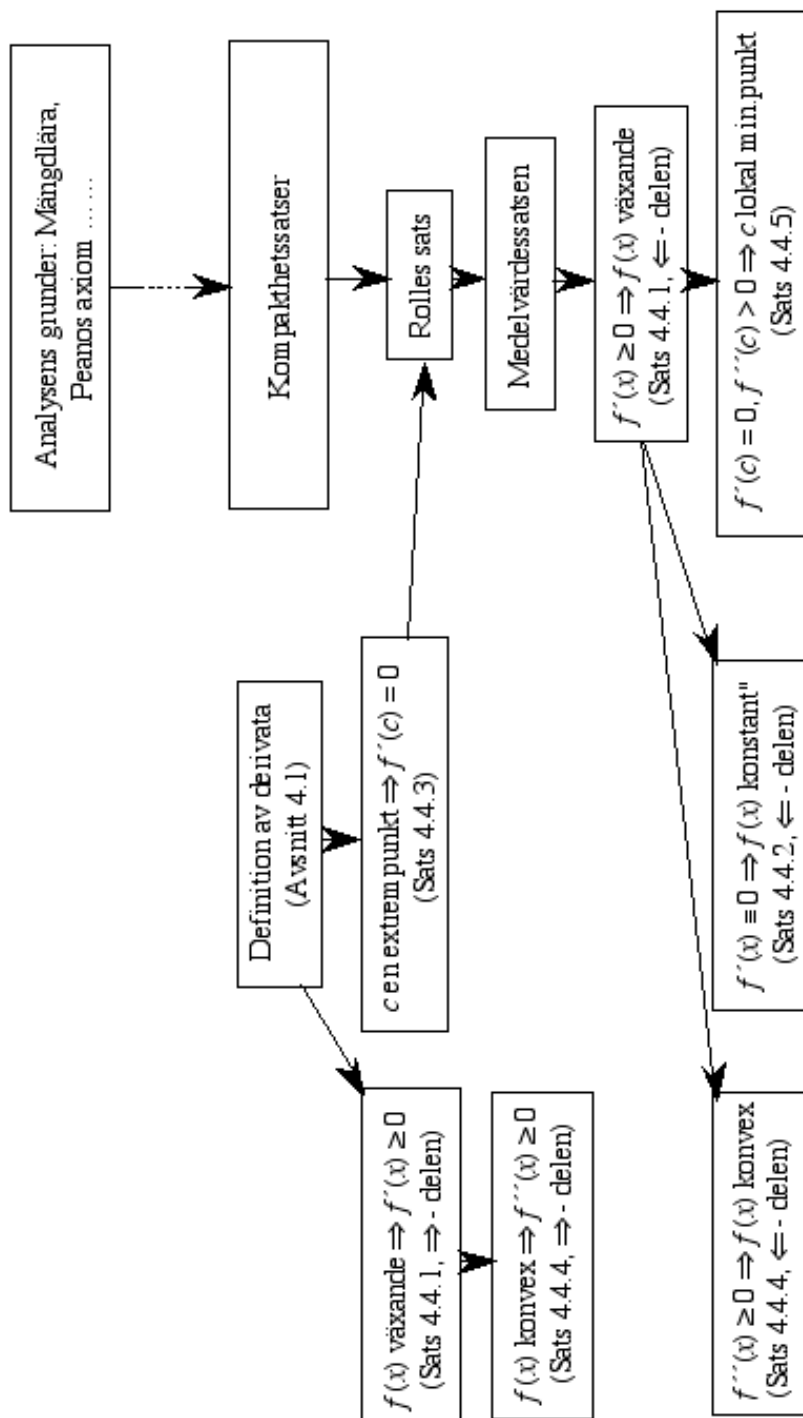 Analysens grunder: Mängdlära,
Peanos axiom ……
Kompakthetssatser
Definition av derivata
(Avsnitt 4.1)
f(x) växande ⇒ f´(x) ≥ 0
(Sats 4.4.1, ⇒ - delen)
c en extrempunkt ⇒ f´(c) = 0
(Sats 4.4.3)
Rolles sats
f(x) konvex ⇒ f´´(x) ≥ 0
(Sats 4.4.4, ⇒ - delen)
Medelvärdessatsen
f´(x) ≥ 0 ⇒ f(x) växande
(Sats 4.4.1, ⇐ - delen)
f´´(x) ≥ 0 ⇒ f(x) konvex
(Sats 4.4.4, ⇐ - delen)
f´(x) ≡ 0 ⇒ f(x) konstant"
(Sats 4.4.2, ⇐ - delen)
f´(c) = 0, f´´(c) > 0 ⇒ c lokal min.punkt
(Sats 4.4.5)